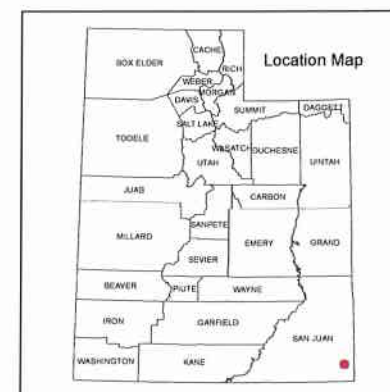 Location Map
CACHE
BOX ELDER
RICH
WEBER
MORGAN
DAVIS
SUMMIT
DAGGETT
SALT LAKE
TOOELE
WASATCH
DUCHESNE
UINTAH
UTAH
JUAB
CARBON
SANPETE
MILLARD
EMERY
GRAND
SEVIER
BEAVER
PIUTE
WAYNE
IRON
GARFIELD
SAN JUAN
WASHINGTON
KANE